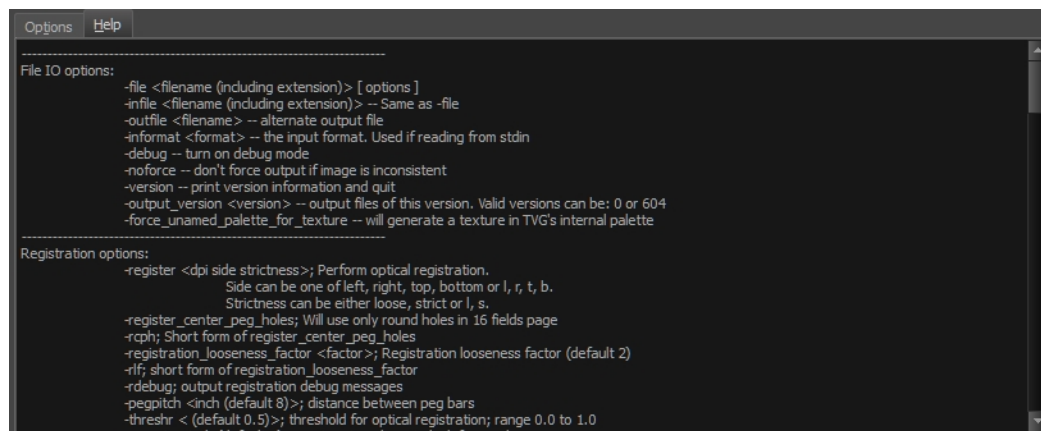 Options Help
--------------------------------------------------------------------------
File IO options:
-file <filename (including extension)> [ options ]
-infile <filename (including extension)> -- Same as -file
-outfile <filename> -- alternate output file
-informat <format> -- the input format. Used if reading from stdin
-debug -- turn on debug mode
-noforce -- don't force output if image is inconsistent
-version -- print version information and quit
-output_version <version> -- output files of this version. Valid versions can be: 0 or 604
-force_unamed_palette_for_texture -- will generate a texture in TVG's internal palette
--------------------------------------------------------------------------
Registration options:
-register <dpi side strictness>; Perform optical registration.
Side can be one of left, right, top, bottom or l, r, t, b.
Strictness can be either loose, strict or l, s.
-register_center_peg_holes; Will use only round holes in 16 fields page
-rcph; Short form of register_center_peg_holes
-registration_looseness_factor <factor>; Registration looseness factor (default 2)
-rlf; short form of registration_looseness_factor
-rdebug; output registration debug messages
-pegpitch <inch (default 8)>; distance between peg bars
-threshr < (default 0.5)>; threshold for optical registration; range 0.0 to 1.0